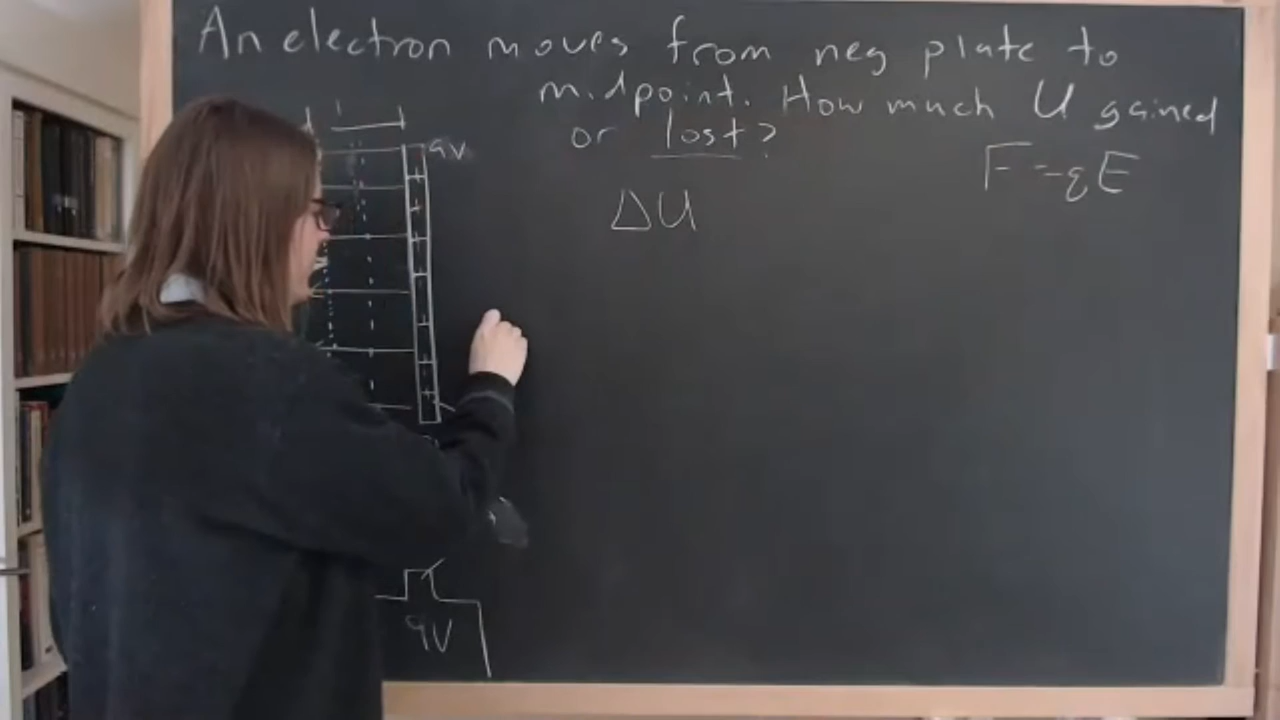 An electron moves from neg plate to
midpoint. How much U gained
or lost?
F=qE
9V
ΔU
9V